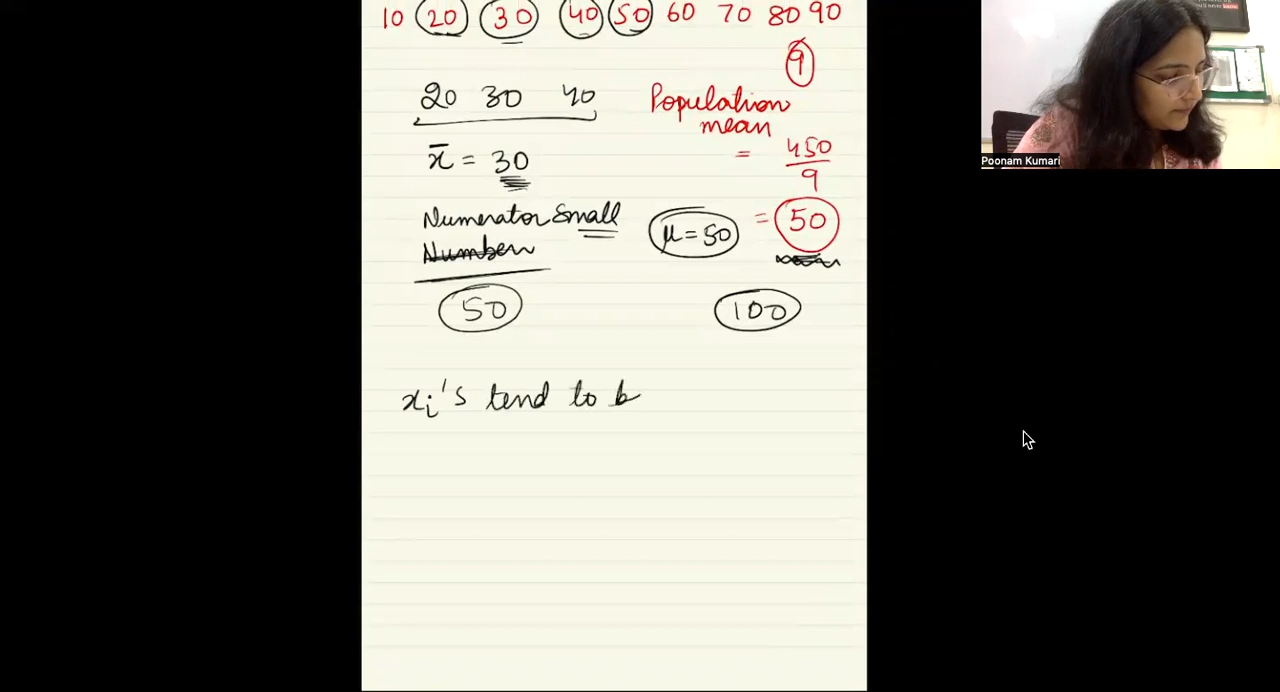 10 20 30 40 50 60 70 80 90
9
20 30 40
Population
mean
x̄ = 30
= 450/9
Numerator Small
Number
μ = 50
= 50
50
100
xᵢ's tend to b
Poonam Kumari